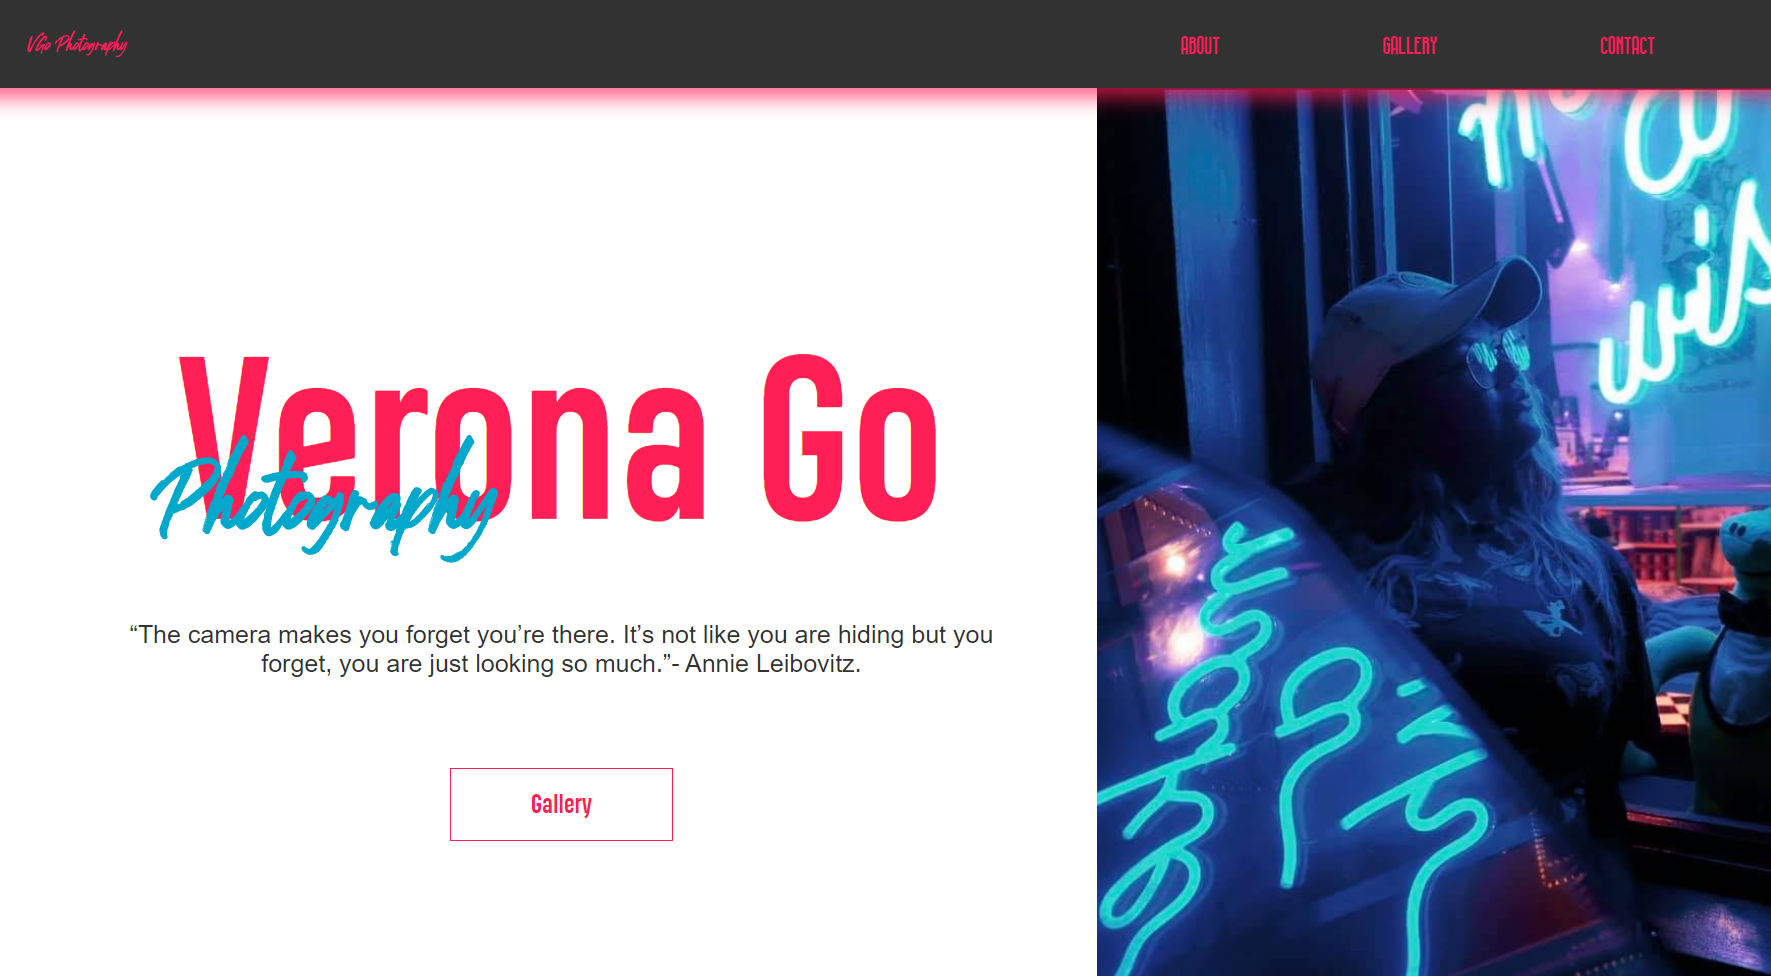 VGo Photography
ABOUT
GALLERY
CONTACT
Verona Go
Photography
“The camera makes you forget you’re there. It’s not like you are hiding but you
forget, you are just looking so much.”- Annie Leibovitz.
Gallery